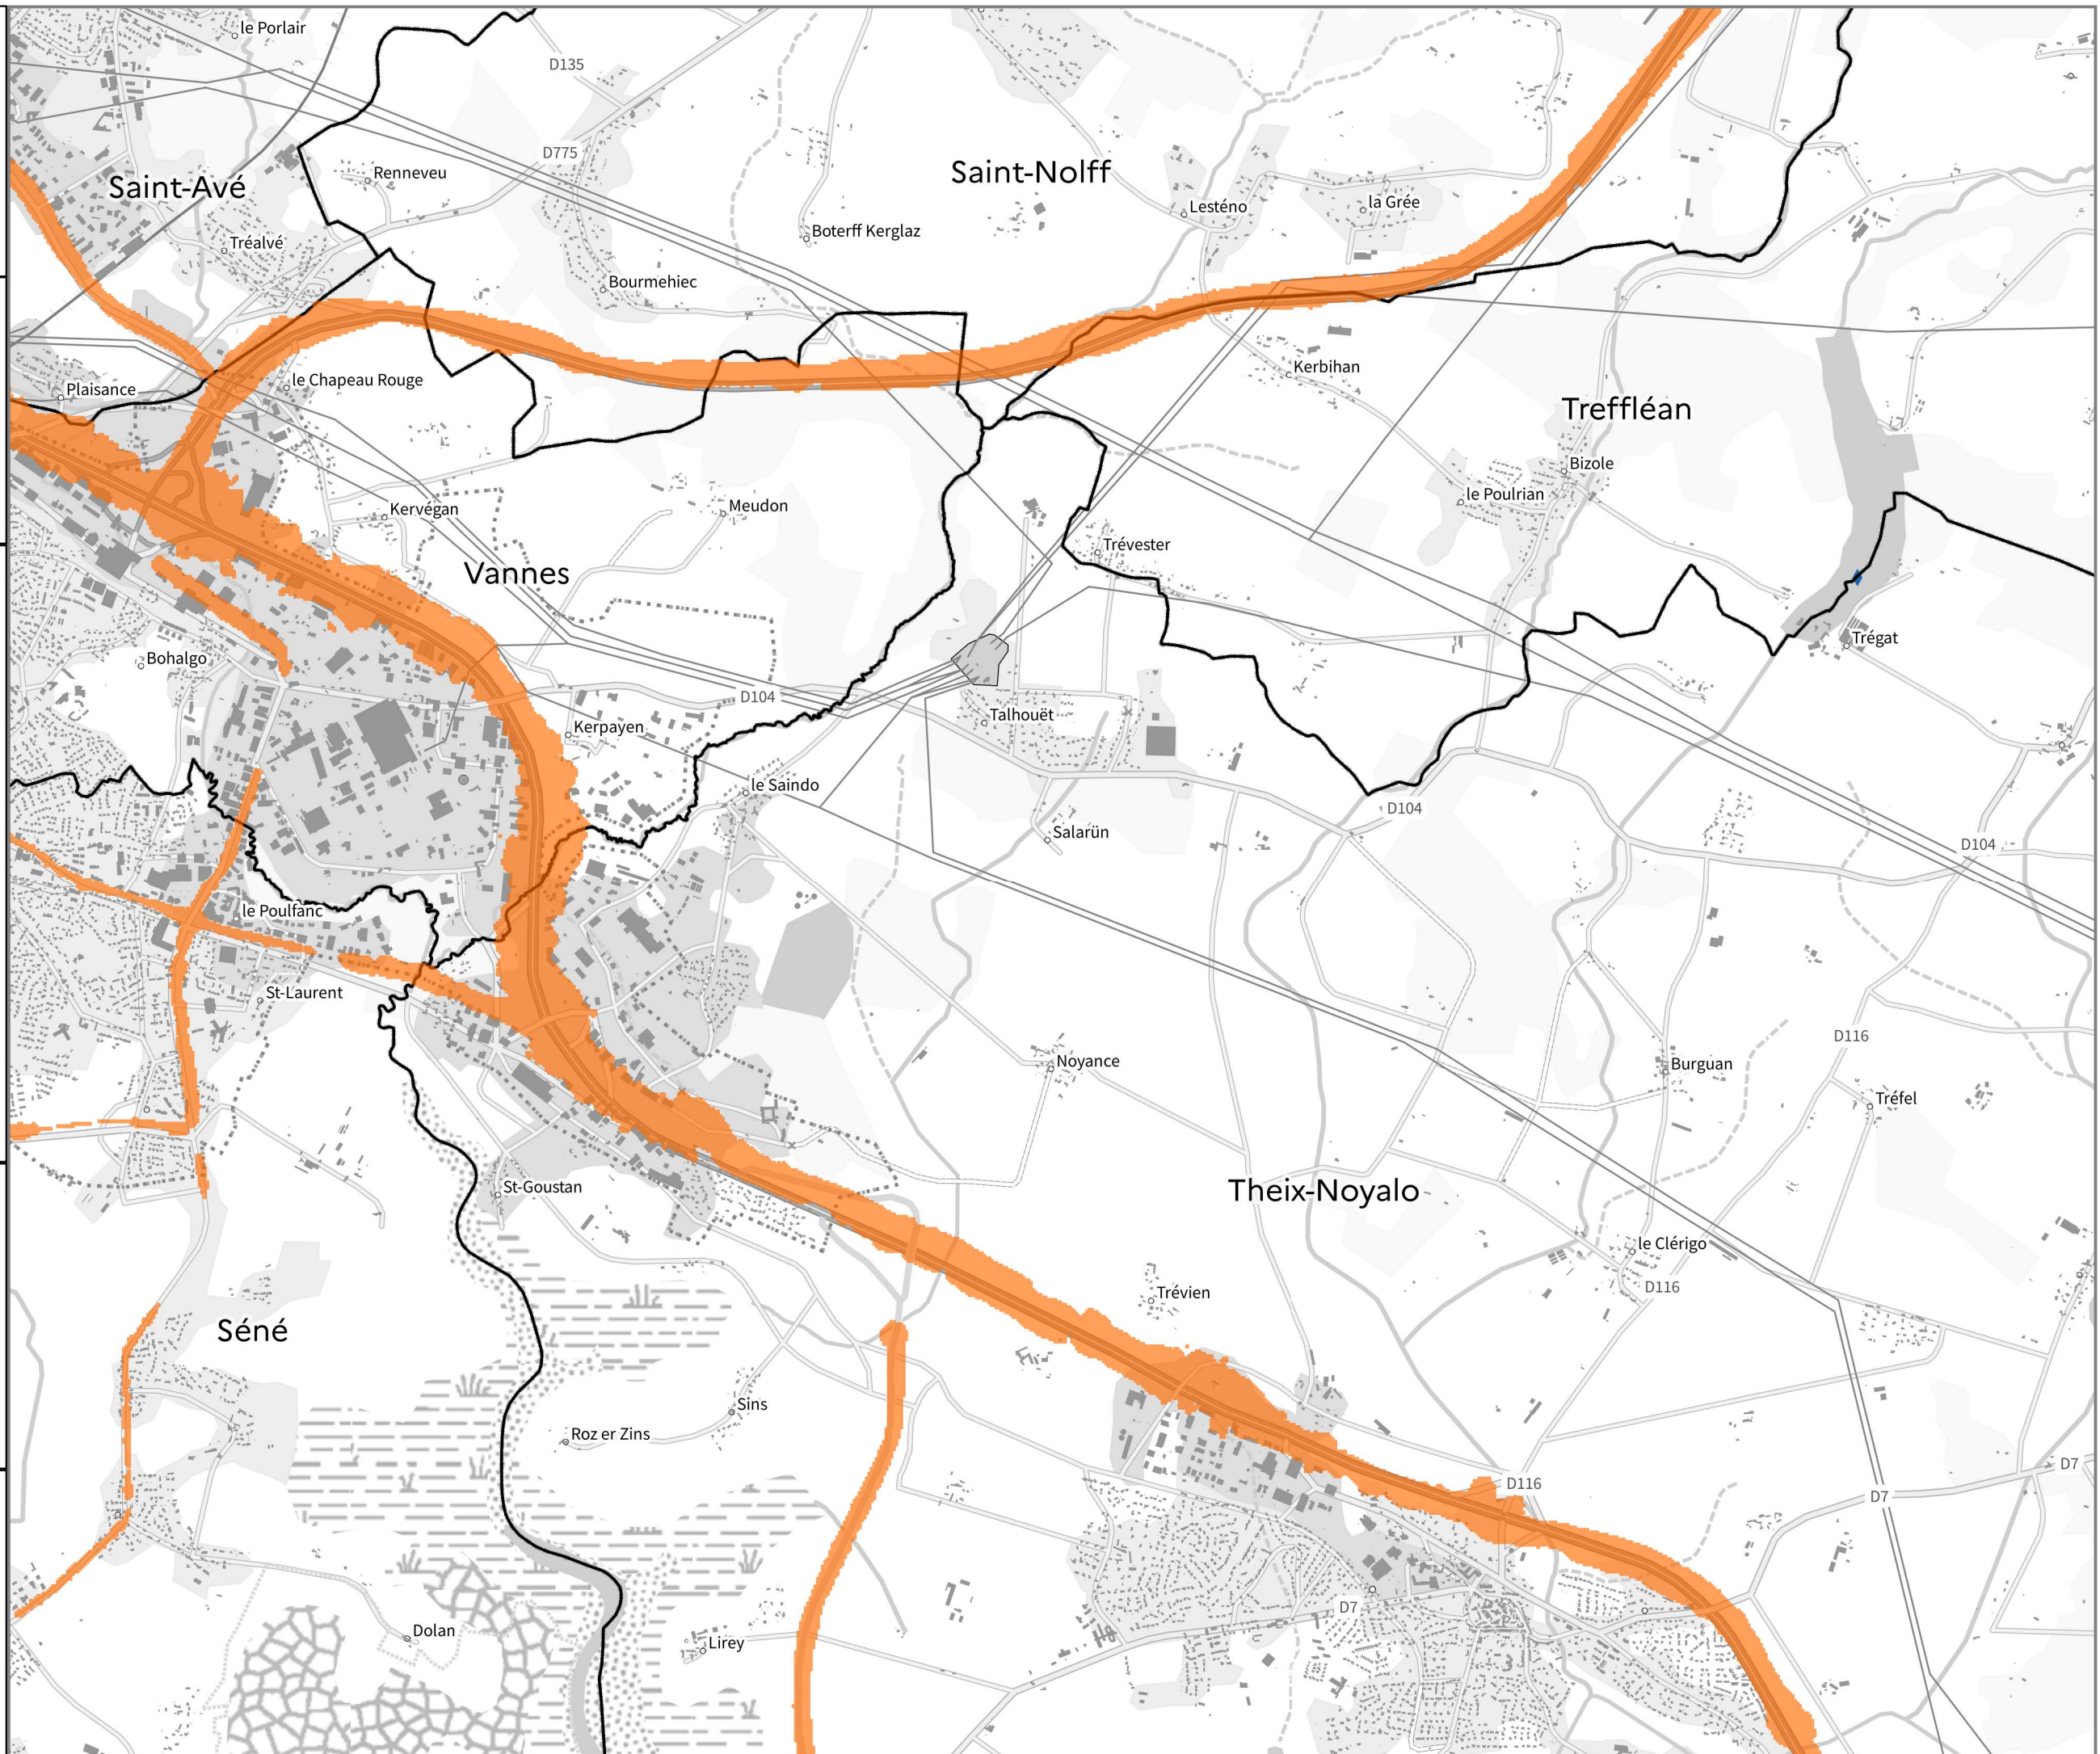 le Porlair
D135
D775
Saint-Nolff
Renneveu
Saint-Avé
Lesténo
la Grée
Boterff Kerglaz
Tréalvé
Bourmehiec
Kerbihan
le Chapeau Rouge
Plaisance
Treffléan
Bizole
le Poulrian
Meudon
Kervégan
Trévester
Vannes
Trégat
Bohalgo
D104
Talhouët
Kerpayen
le Saindo
D104
Salarün
D104
le Poulfanc
St-Laurent
D116
Noyance
Burguan
Tréfel
St-Goustan
Theix-Noyalo
le Clérigo
D116
Trévien
Séné
Sins
Roz er Zins
D7
D116
D7
D7
Dolan
Lirey